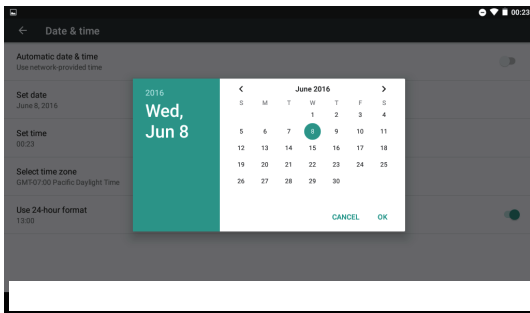 00:23
Date & time
Automatic date & time
Use network-provided time
Set date
June 8, 2016
Set time
00:23
Select time zone
GMT-07:00 Pacific Daylight Time
Use 24-hour format
13:00
2016
Wed,
Jun 8
June 2016
S M T W T F S
1 2 3 4
5 6 7 8 9 10 11
12 13 14 15 16 17 18
19 20 21 22 23 24 25
26 27 28 29 30
CANCEL OK